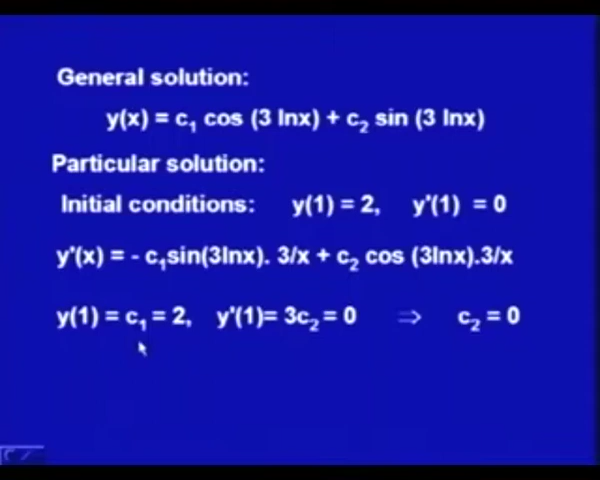 General solution:
y(x) = c₁ cos (3 lnx) + c₂ sin (3 lnx)
Particular solution:
Initial conditions: y(1) = 2, y'(1) = 0
y'(x) = - c₁sin(3lnx). 3/x + c₂ cos (3lnx).3/x
y(1) = c₁ = 2, y'(1)= 3c₂ = 0 ⇒ c₂ = 0